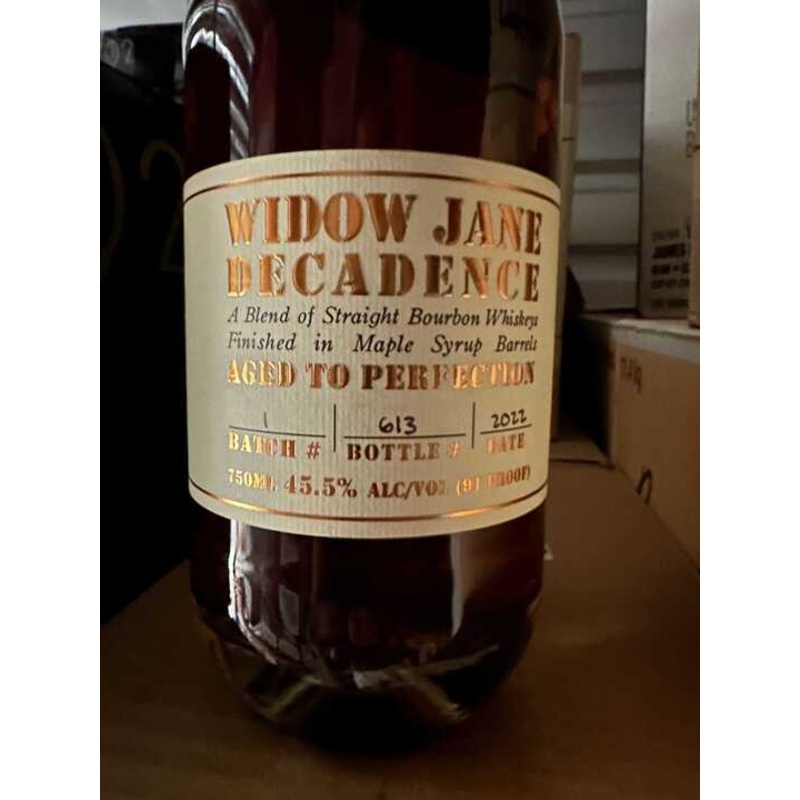 WIDOW JANE
DECADENCE
A Blend of Straight Bourbon Whiskeys
Finished in Maple Syrup Barrels
AGED TO PERFECTION
1 613 2022
BATCH # BOTTLE # DATE
750ML 45.5% ALC/VOL (91 PROOF)
JAMES